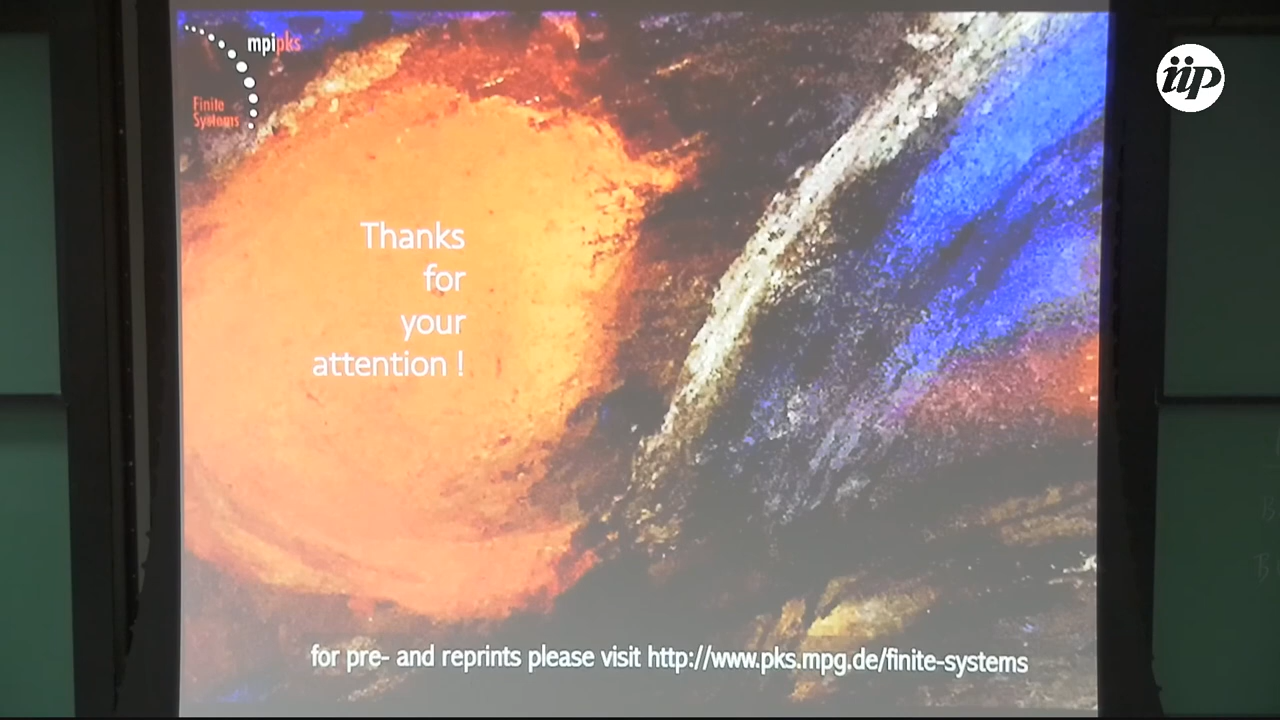 mpipks
Finite
Systems
iip
Thanks
for
your
attention !
for pre- and reprints please visit http://www.pks.mpg.de/finite-systems